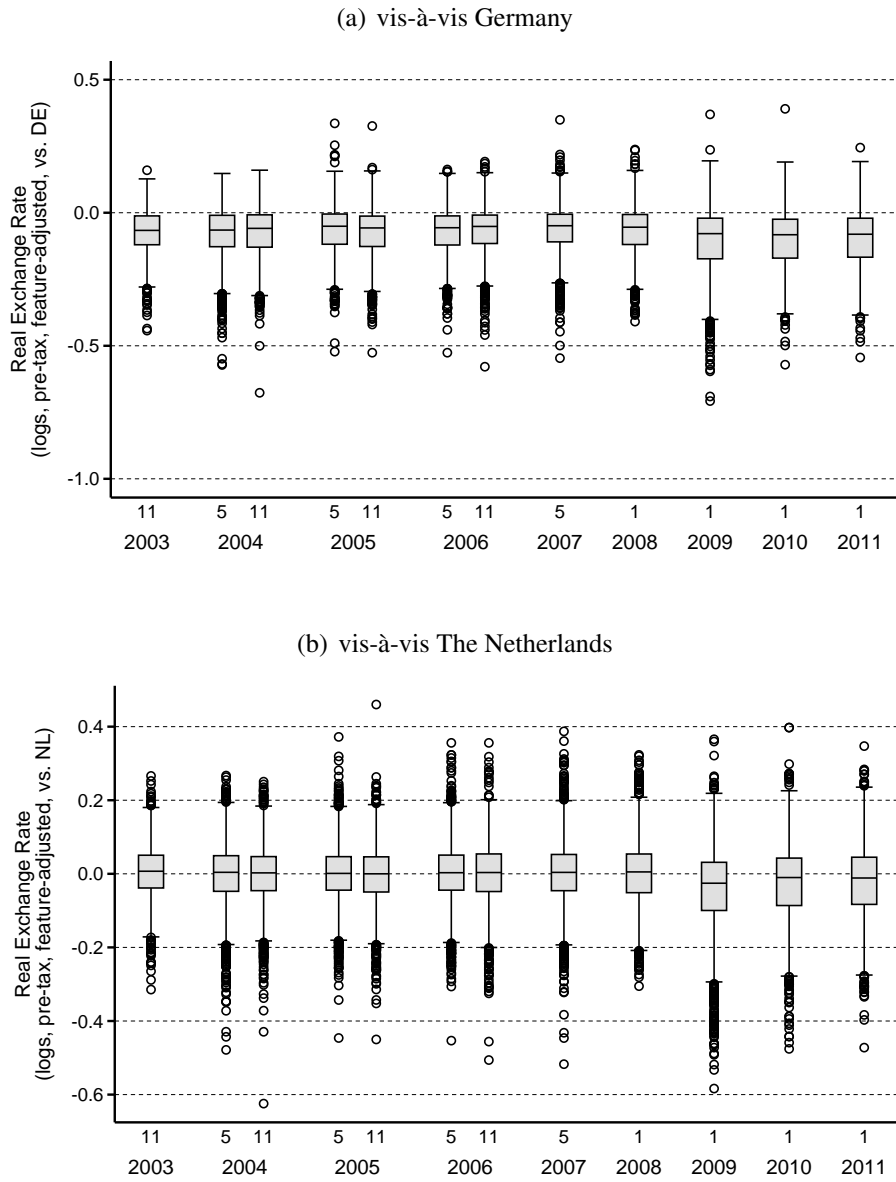 (a) vis-à-vis Germany
Real Exchange Rate
(logs, pre-tax, feature-adjusted, vs. DE)
0.5
0.0
-0.5
-1.0
11 5 11 5 11 5 11 5 1 1 1 1
2003 2004 2005 2006 2007 2008 2009 2010 2011
(b) vis-à-vis The Netherlands
Real Exchange Rate
(logs, pre-tax, feature-adjusted, vs. NL)
0.4
0.2
0.0
-0.2
-0.4
-0.6
11 5 11 5 11 5 11 5 1 1 1 1
2003 2004 2005 2006 2007 2008 2009 2010 2011